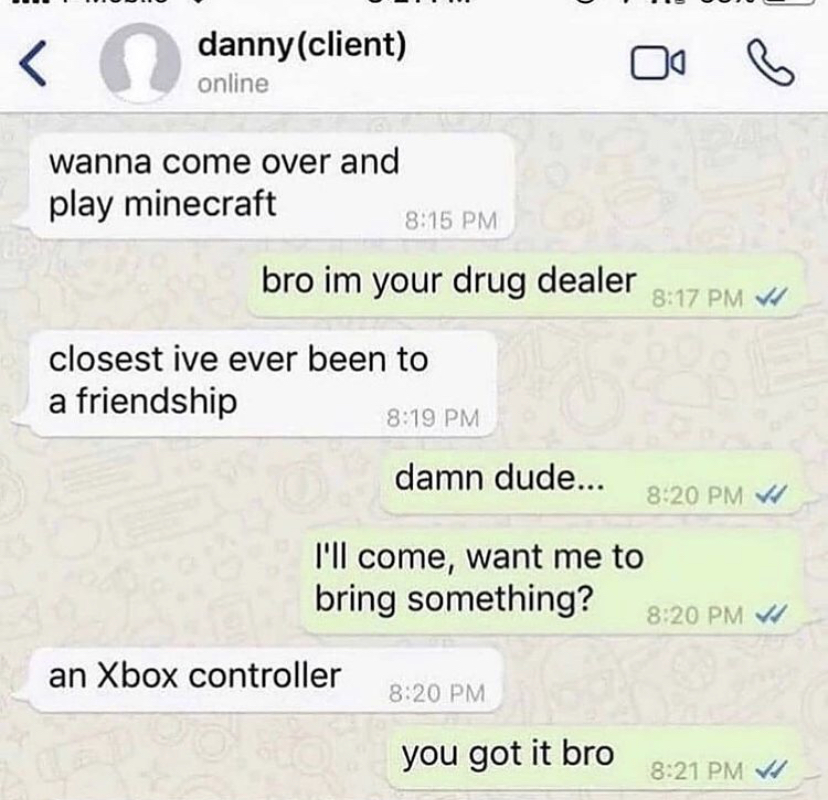 danny(client)
online
wanna come over and
play minecraft
8:15 PM
bro im your drug dealer
8:17 PM
closest ive ever been to
a friendship
8:19 PM
damn dude...
8:20 PM
I'll come, want me to
bring something?
8:20 PM
an Xbox controller
8:20 PM
you got it bro
8:21 PM